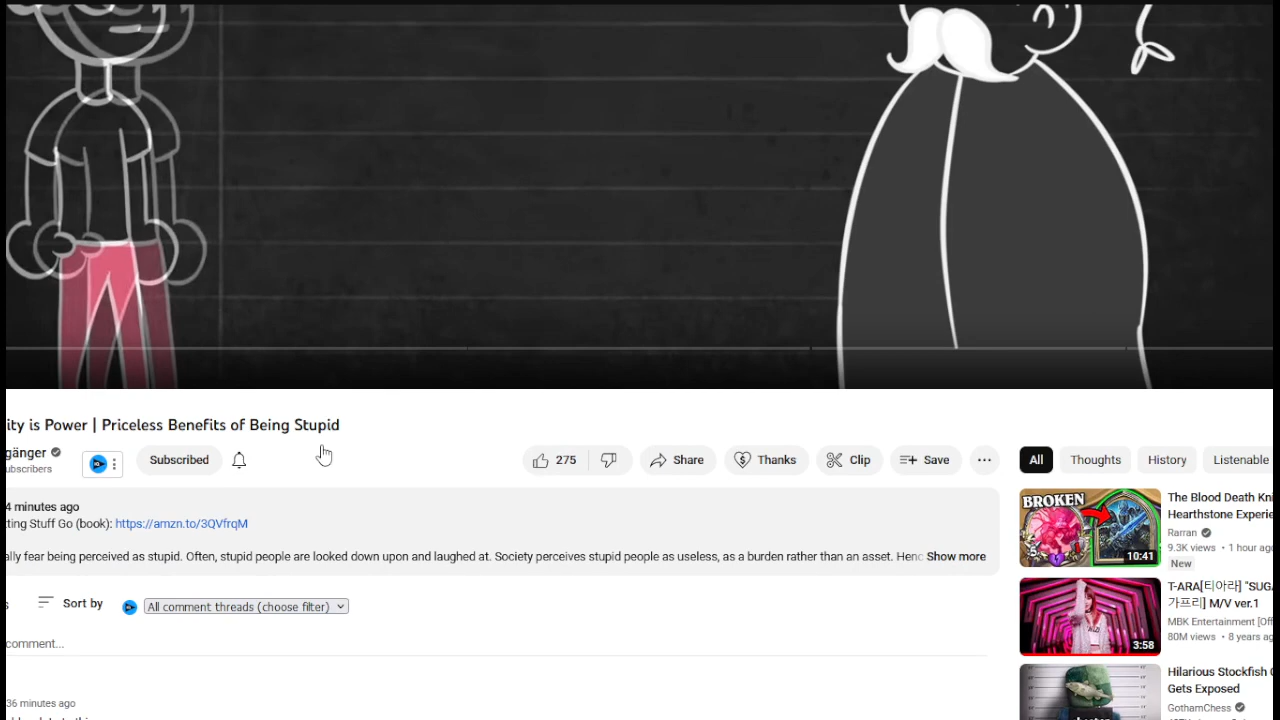 ity is Power | Priceless Benefits of Being Stupid
gänger
ubscribers
Subscribed
275
Share
Thanks
Clip
Save
4 minutes ago
ting Stuff Go (book): https://amzn.to/3QVfrqM
ally fear being perceived as stupid. Often, stupid people are looked down upon and laughed at. Society perceives stupid people as useless, as a burden rather than an asset. Henc Show more
s
Sort by
All comment threads (choose filter)
comment...
36 minutes ago
All
Thoughts
History
Listenable
BROKEN
5
10:41
The Blood Death Kni
Hearthstone Experie
Rarran
9.3K views • 1 hour ago
New
3:58
T-ARA[티아라] "SUGA
가프리] M/V ver.1
MBK Entertainment [Off
80M views • 8 years ag
Hilarious Stockfish C
Gets Exposed
GothamChess